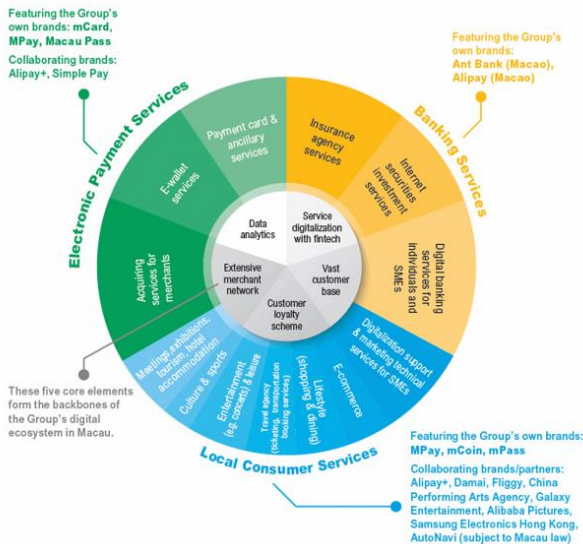 Featuring the Group's
own brands: mCard,
MPay, Macau Pass
Collaborating brands:
Alipay+, Simple Pay
Featuring the Group's
own brands:
Ant Bank (Macao),
Alipay (Macao)
Electronic Payment Services
Banking Services
Payment card &
ancillary
services
E-wallet
services
Acquiring
services for
merchants
Insurance
agency
services
Internet
securities
investment
services
Digital banking
services for
individuals and
SMEs
Data
analytics
Service
digitalization
with fintech
Extensive
merchant
network
Vast
customer
base
Customer
loyalty
scheme
Meetings, exhibitions,
tourism, hotel
accommodation
Culture & sports
Entertainment
(e.g. concerts) & leisure
Travel agency
(ticketing, transportation
booking services)
Lifestyle
(shopping & dining)
E-commerce
Digitalization support
& marketing technical
services for SMEs
These five core elements
form the backbones of
the Group's digital
ecosystem in Macau.
Local Consumer Services
Featuring the Group's own brands:
MPay, mCoin, mPass
Collaborating brands/partners:
Alipay+, Damai, Fliggy, China
Performing Arts Agency, Galaxy
Entertainment, Alibaba Pictures,
Samsung Electronics Hong Kong,
AutoNavi (subject to Macau law)